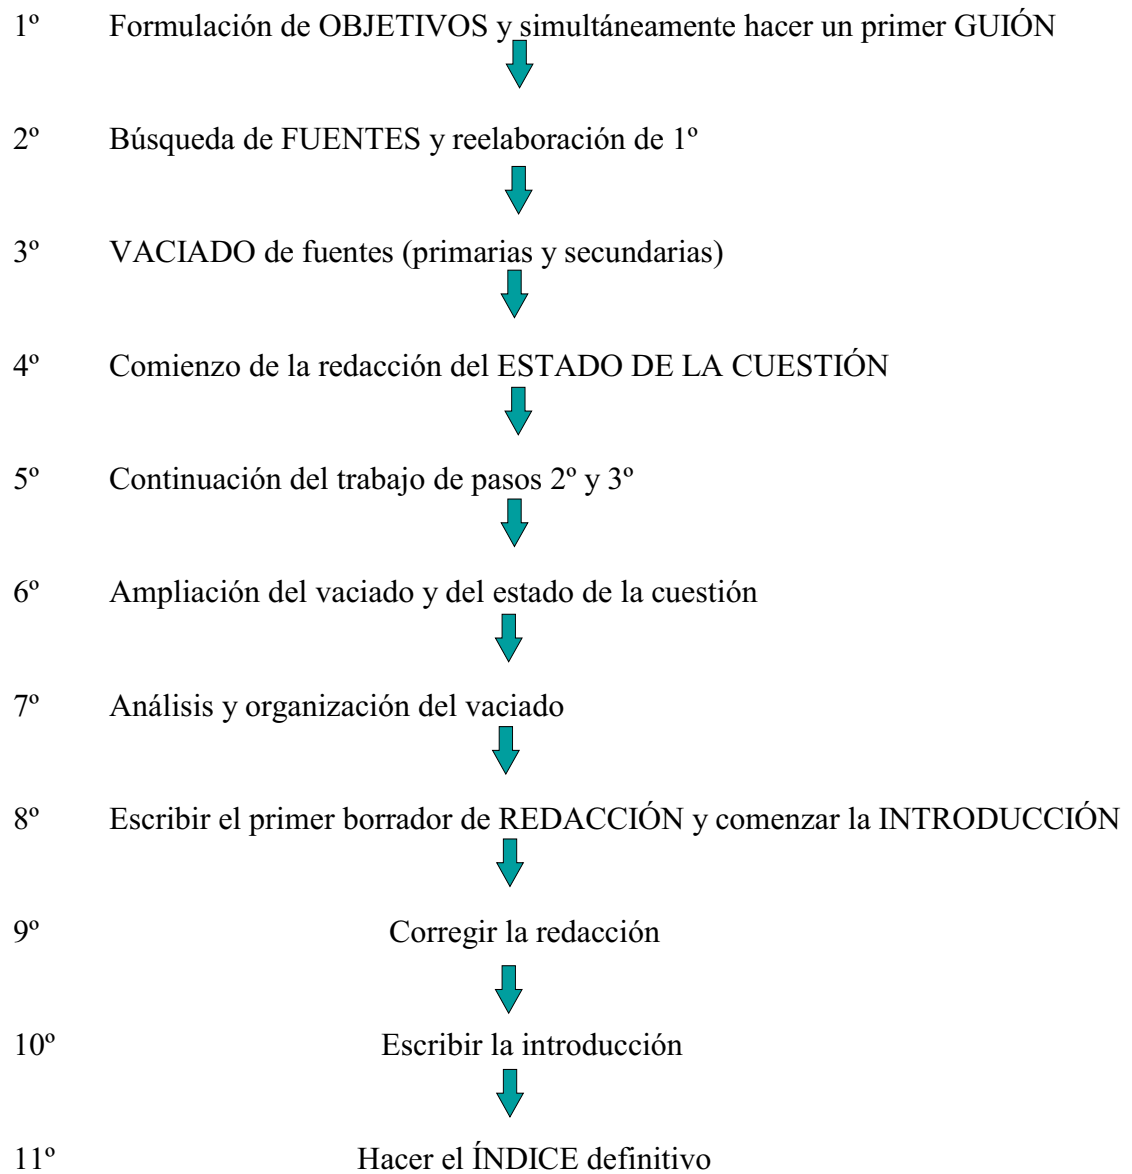 1º Formulación de OBJETIVOS y simultáneamente hacer un primer GUIÓN
2º Búsqueda de FUENTES y reelaboración de 1º
3º VACIADO de fuentes (primarias y secundarias)
4º Comienzo de la redacción del ESTADO DE LA CUESTIÓN
5º Continuación del trabajo de pasos 2º y 3º
6º Ampliación del vaciado y del estado de la cuestión
7º Análisis y organización del vaciado
8º Escribir el primer borrador de REDACCIÓN y comenzar la INTRODUCCIÓN
9º Corregir la redacción
10º Escribir la introducción
11º Hacer el ÍNDICE definitivo